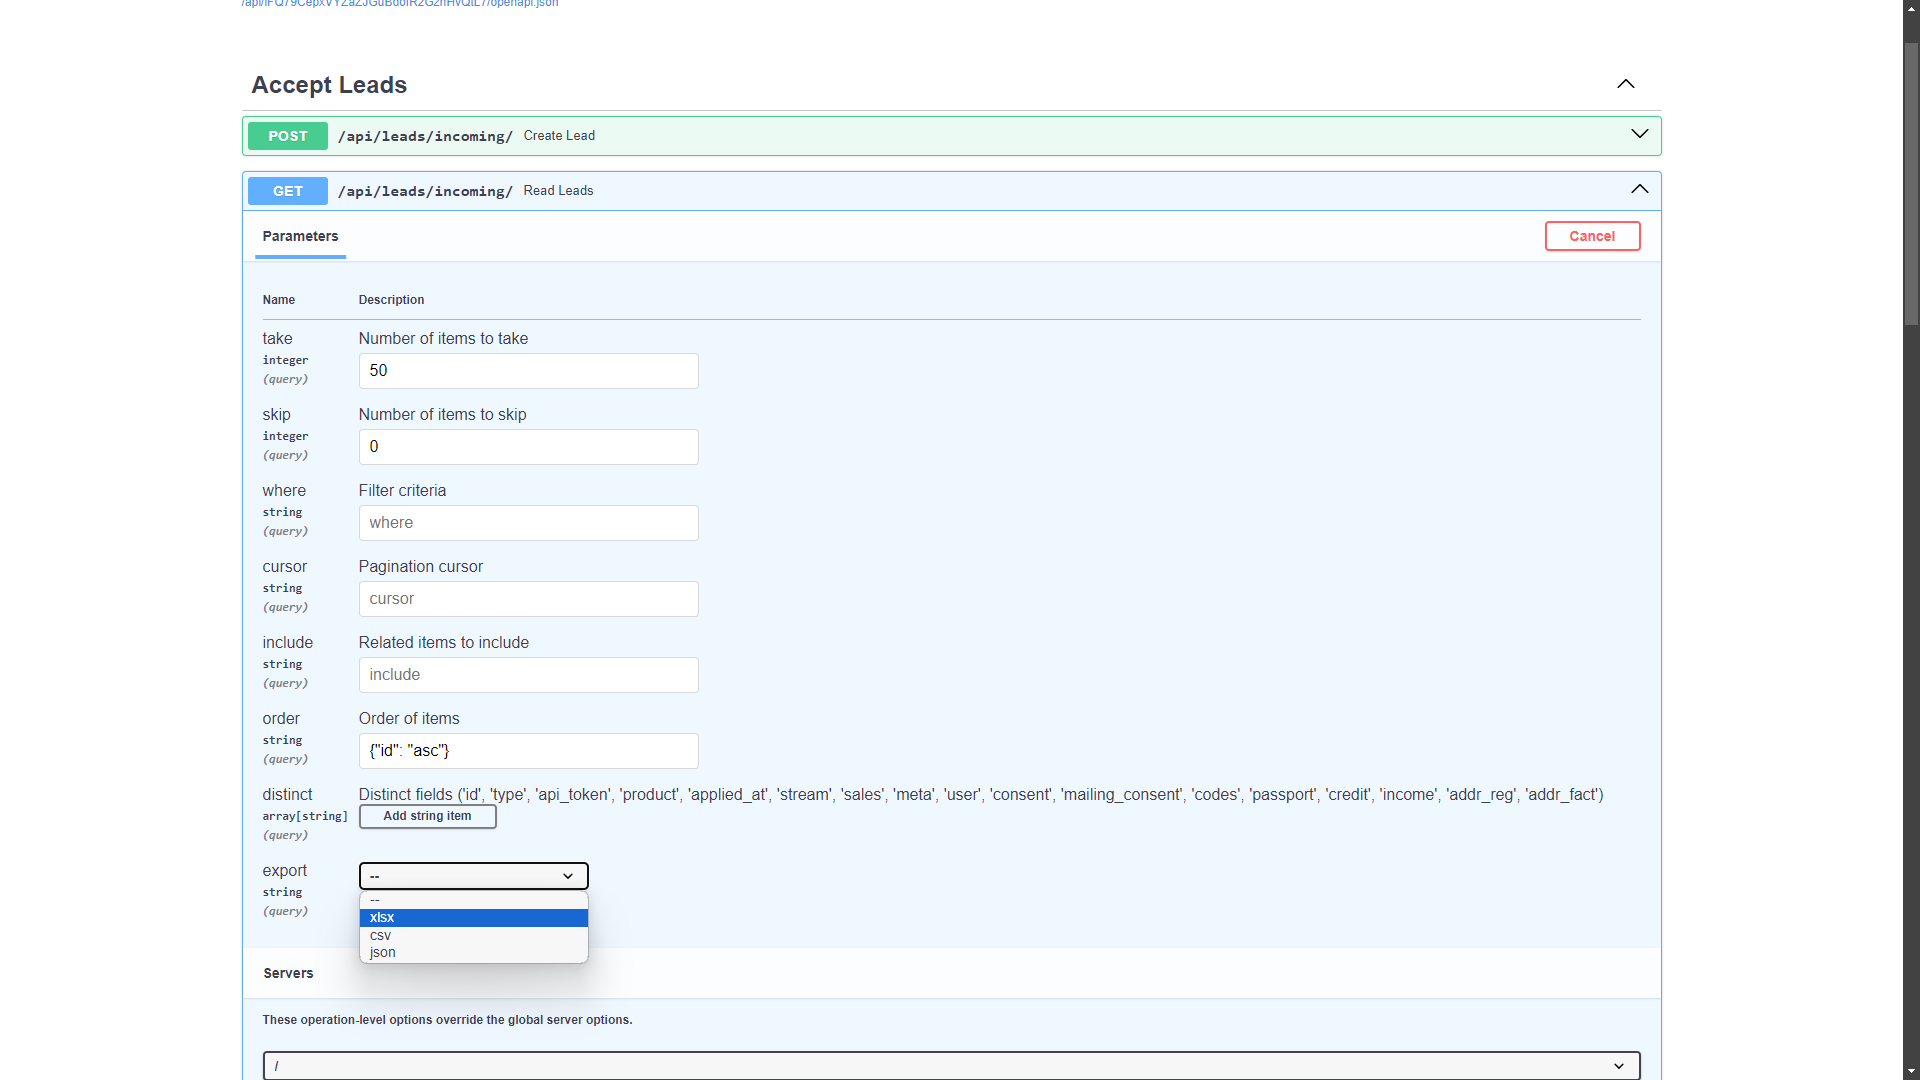 Accept Leads
POST /api/leads/incoming/ Create Lead
GET /api/leads/incoming/ Read Leads
Parameters
Cancel
Name Description
take Number of items to take
integer
(query)
50
skip Number of items to skip
integer
(query)
0
where Filter criteria
string
(query)
where
cursor Pagination cursor
string
(query)
cursor
include Related items to include
string
(query)
include
order Order of items
string
(query)
{"id": "asc"}
distinct Distinct fields ('id', 'type', 'api_token', 'product', 'applied_at', 'stream', 'sales', 'meta', 'user', 'consent', 'mailing_consent', 'codes', 'passport', 'credit', 'income', 'addr_reg', 'addr_fact')
array[string]
(query)
Add string item
export
string
(query)
--
--
xlsx
csv
json
Servers
These operation-level options override the global server options.
/